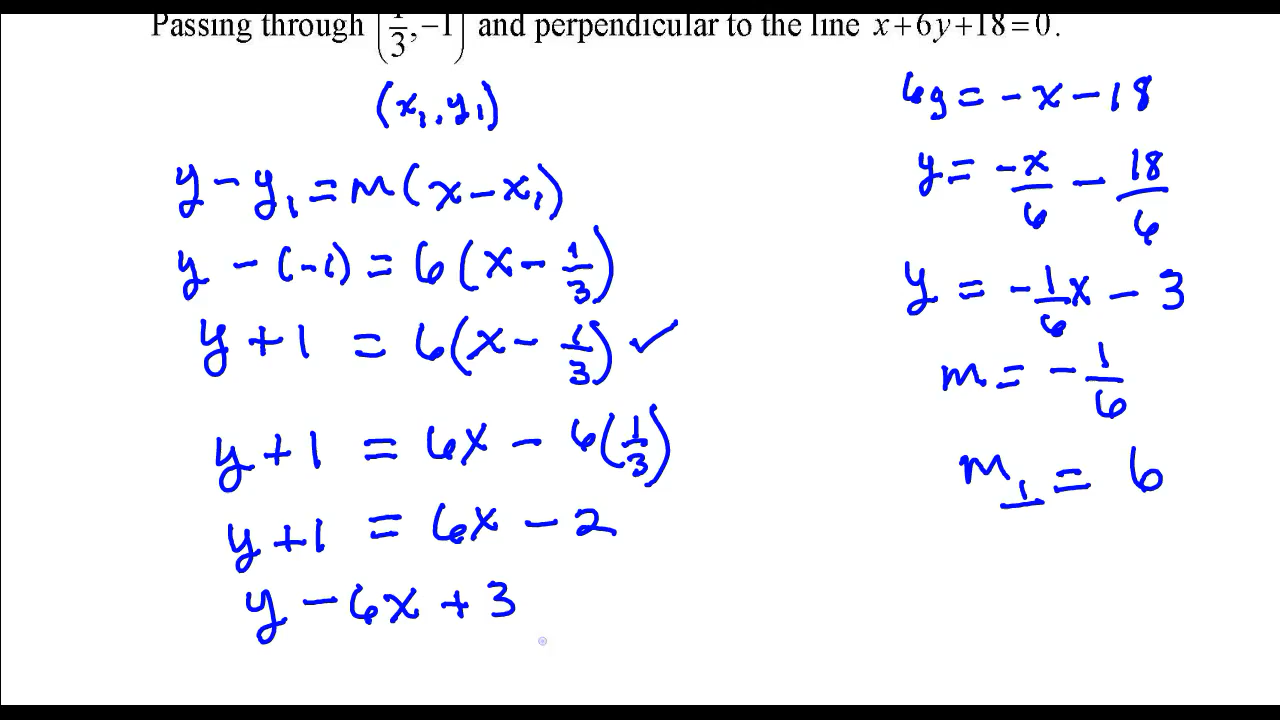 Passing through (1/3, −1) and perpendicular to the line x+6y+18=0.
(x₁, y₁)
y − y₁ = m(x − x₁)
y − (−1) = 6(x − 1/3)
y + 1 = 6(x − 1/3) ✓
y + 1 = 6x − 6(1/3)
y + 1 = 6x − 2
y − 6x + 3
6y = −x − 18
y = −x/6 − 18/6
y = −1/6x − 3
m = −1/6
m⊥ = 6